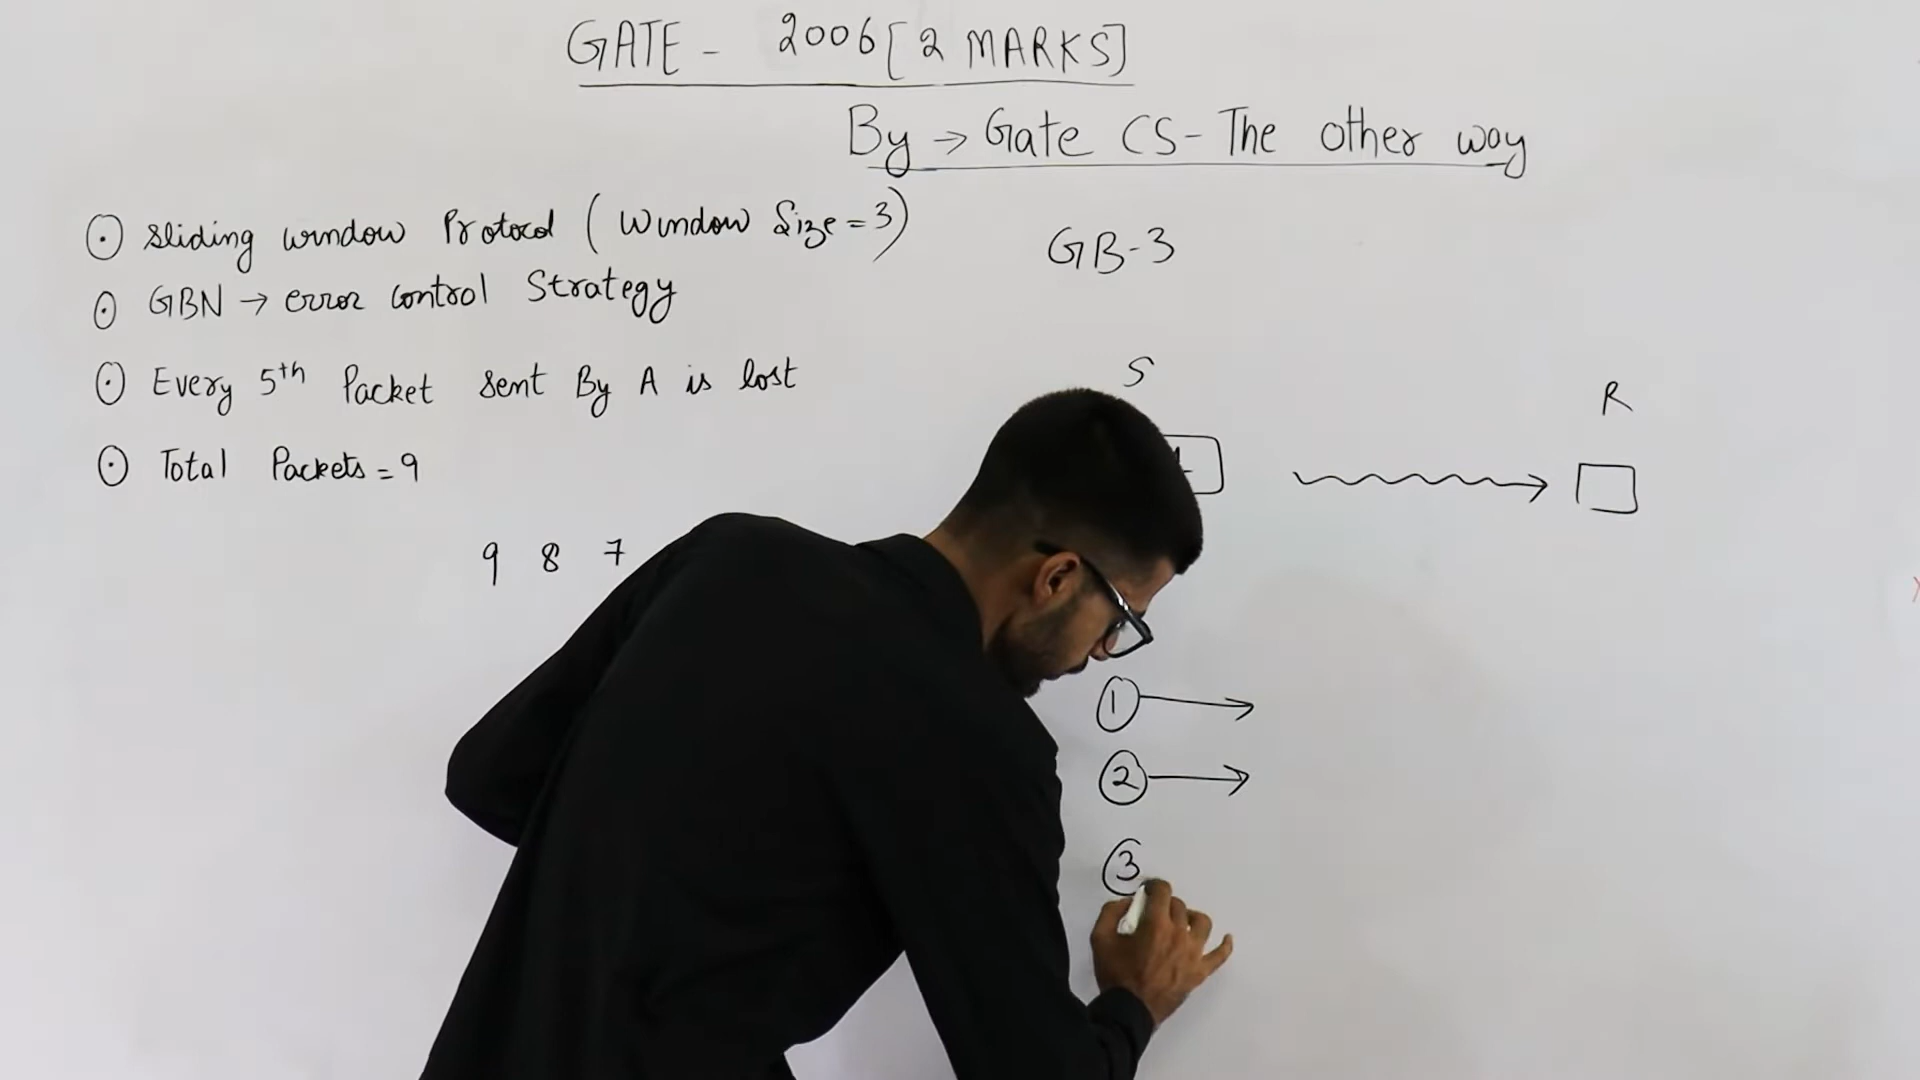 GATE - 2006 [2 MARKS]
By → Gate CS - The other way
⊙ Sliding window Protocol (Window Size = 3)
GB-3
⊙ GBN → error control Strategy
⊙ Every 5th Packet sent By A is lost
⊙ Total Packets = 9
S
R
9 8 7
1
2
3